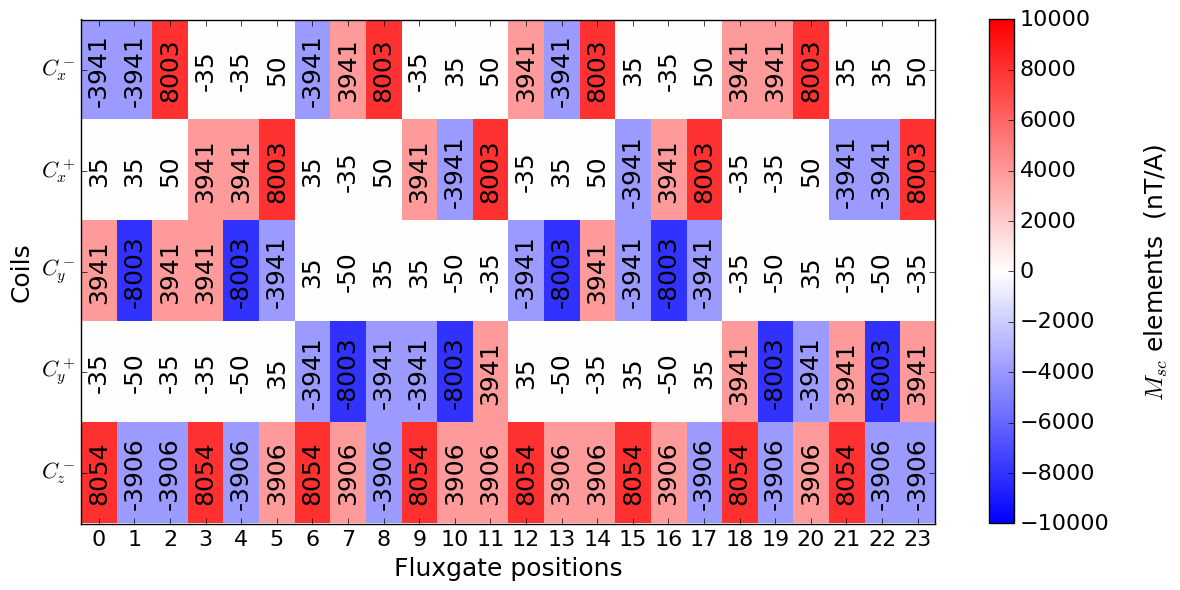 C_x^- -3941 -3941 8003 -35 -35 50 -3941 3941 8003 -35 35 50 3941 -3941 8003 35 -35 50 3941 3941 8003 35 35 50
C_x^+ 35 35 50 3941 3941 8003 35 -35 50 3941 -3941 8003 -35 35 50 -3941 3941 8003 -35 -35 50 -3941 -3941 8003
C_y^- 3941 -8003 3941 3941 -8003 -3941 35 -50 35 35 -50 -35 -3941 -8003 3941 -3941 -8003 -3941 -35 -50 35 -35 -50 -35
C_y^+ -35 -50 -35 -35 -50 35 -3941 -8003 -3941 -3941 -8003 3941 35 -50 -35 35 -50 35 3941 -8003 -3941 3941 -8003 3941
C_z^- 8054 -3906 -3906 8054 -3906 3906 8054 3906 -3906 8054 3906 3906 8054 3906 3906 8054 3906 -3906 8054 -3906 3906 8054 -3906 -3906
0 1 2 3 4 5 6 7 8 9 10 11 12 13 14 15 16 17 18 19 20 21 22 23
Fluxgate positions
Coils
10000
8000
6000
4000
2000
0
−2000
−4000
−6000
−8000
−10000
M_sc elements (nT/A)